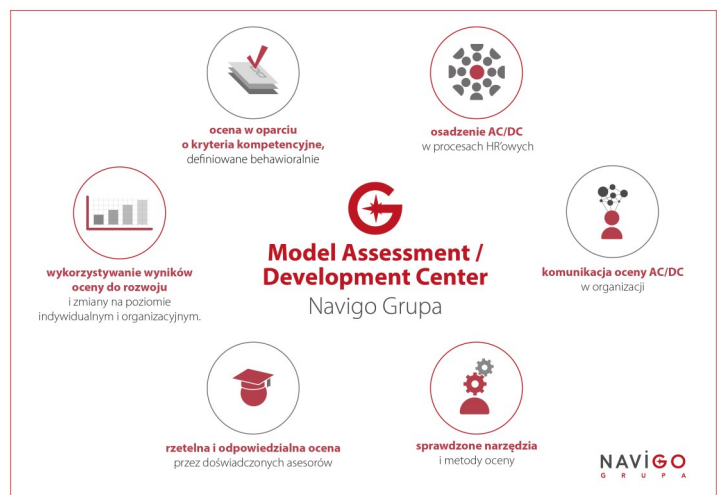 ocena w oparciu
o kryteria kompetencyjne,
definiowane behawioralnie
osadzenie AC/DC
w procesach HR'owych
wykorzystywanie wyników
oceny do rozwoju
i zmiany na poziomie
indywidualnym i organizacyjnym.
Model Assessment /
Development Center
Navigo Grupa
komunikacja oceny AC/DC
w organizacji
rzetelna i odpowiedzialna ocena
przez doświadczonych asesorów
sprawdzone narzędzia
i metody oceny
NAViGO
GRUPA